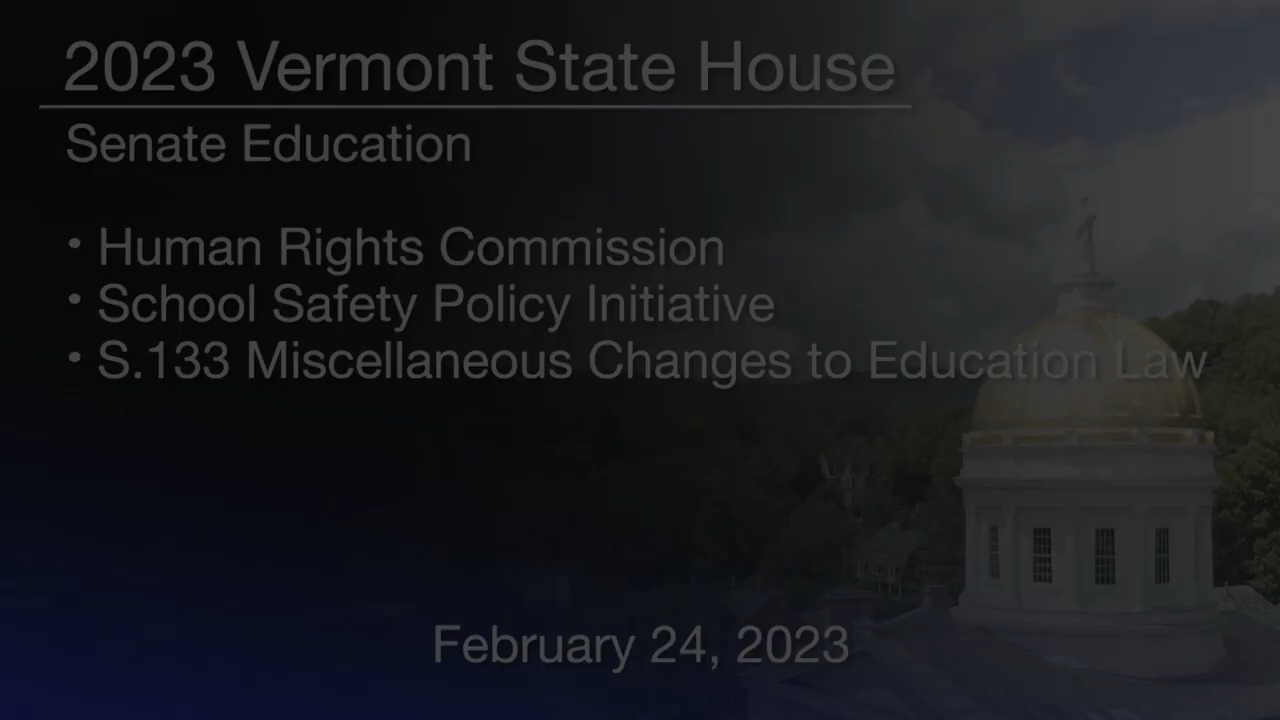 2023 Vermont State House
Senate Education
• Human Rights Commission
• School Safety Policy Initiative
• S.133 Miscellaneous Changes to Education Law
February 24, 2023